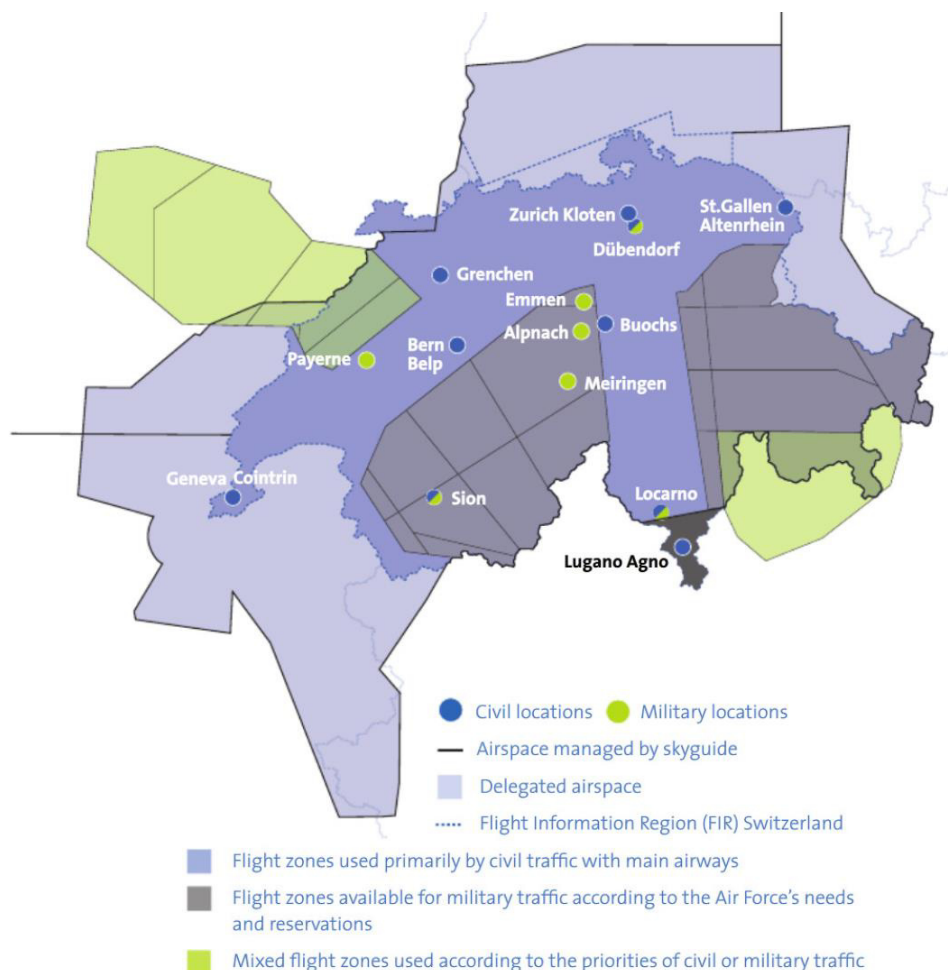 Zurich Kloten
St.Gallen
Altenrhein
Dübendorf
Grenchen
Emmen
Buochs
Alpnach
Bern
Belp
Payerne
Meiringen
Geneva Cointrin
Sion
Locarno
Lugano Agno
Civil locations
Military locations
Airspace managed by skyguide
Delegated airspace
Flight Information Region (FIR) Switzerland
Flight zones used primarily by civil traffic with main airways
Flight zones available for military traffic according to the Air Force’s needs
and reservations
Mixed flight zones used according to the priorities of civil or military traffic